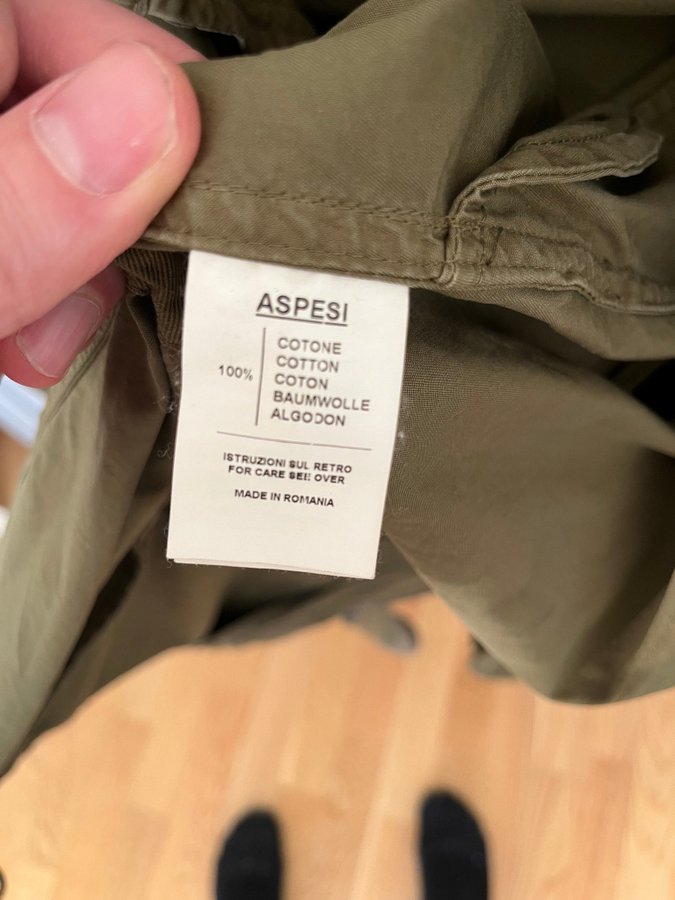 ASPESI
100%
COTONE
COTTON
COTON
BAUMWOLLE
ALGODON
ISTRUZIONI SUL RETRO
FOR CARE SEE OVER
MADE IN ROMANIA